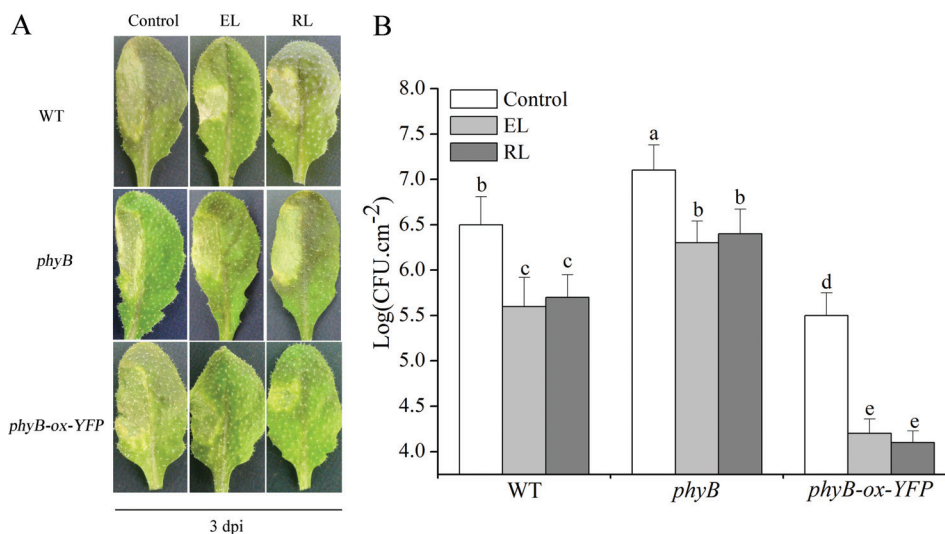 A
Control EL RL
WT
phyB
phyB-ox-YFP
3 dpi
B
Log(CFU.cm-2)
8.0
7.5
7.0
6.5
6.0
5.5
5.0
4.5
4.0
Control
EL
RL
b
c
c
a
b
b
d
e
e
WT phyB phyB-ox-YFP